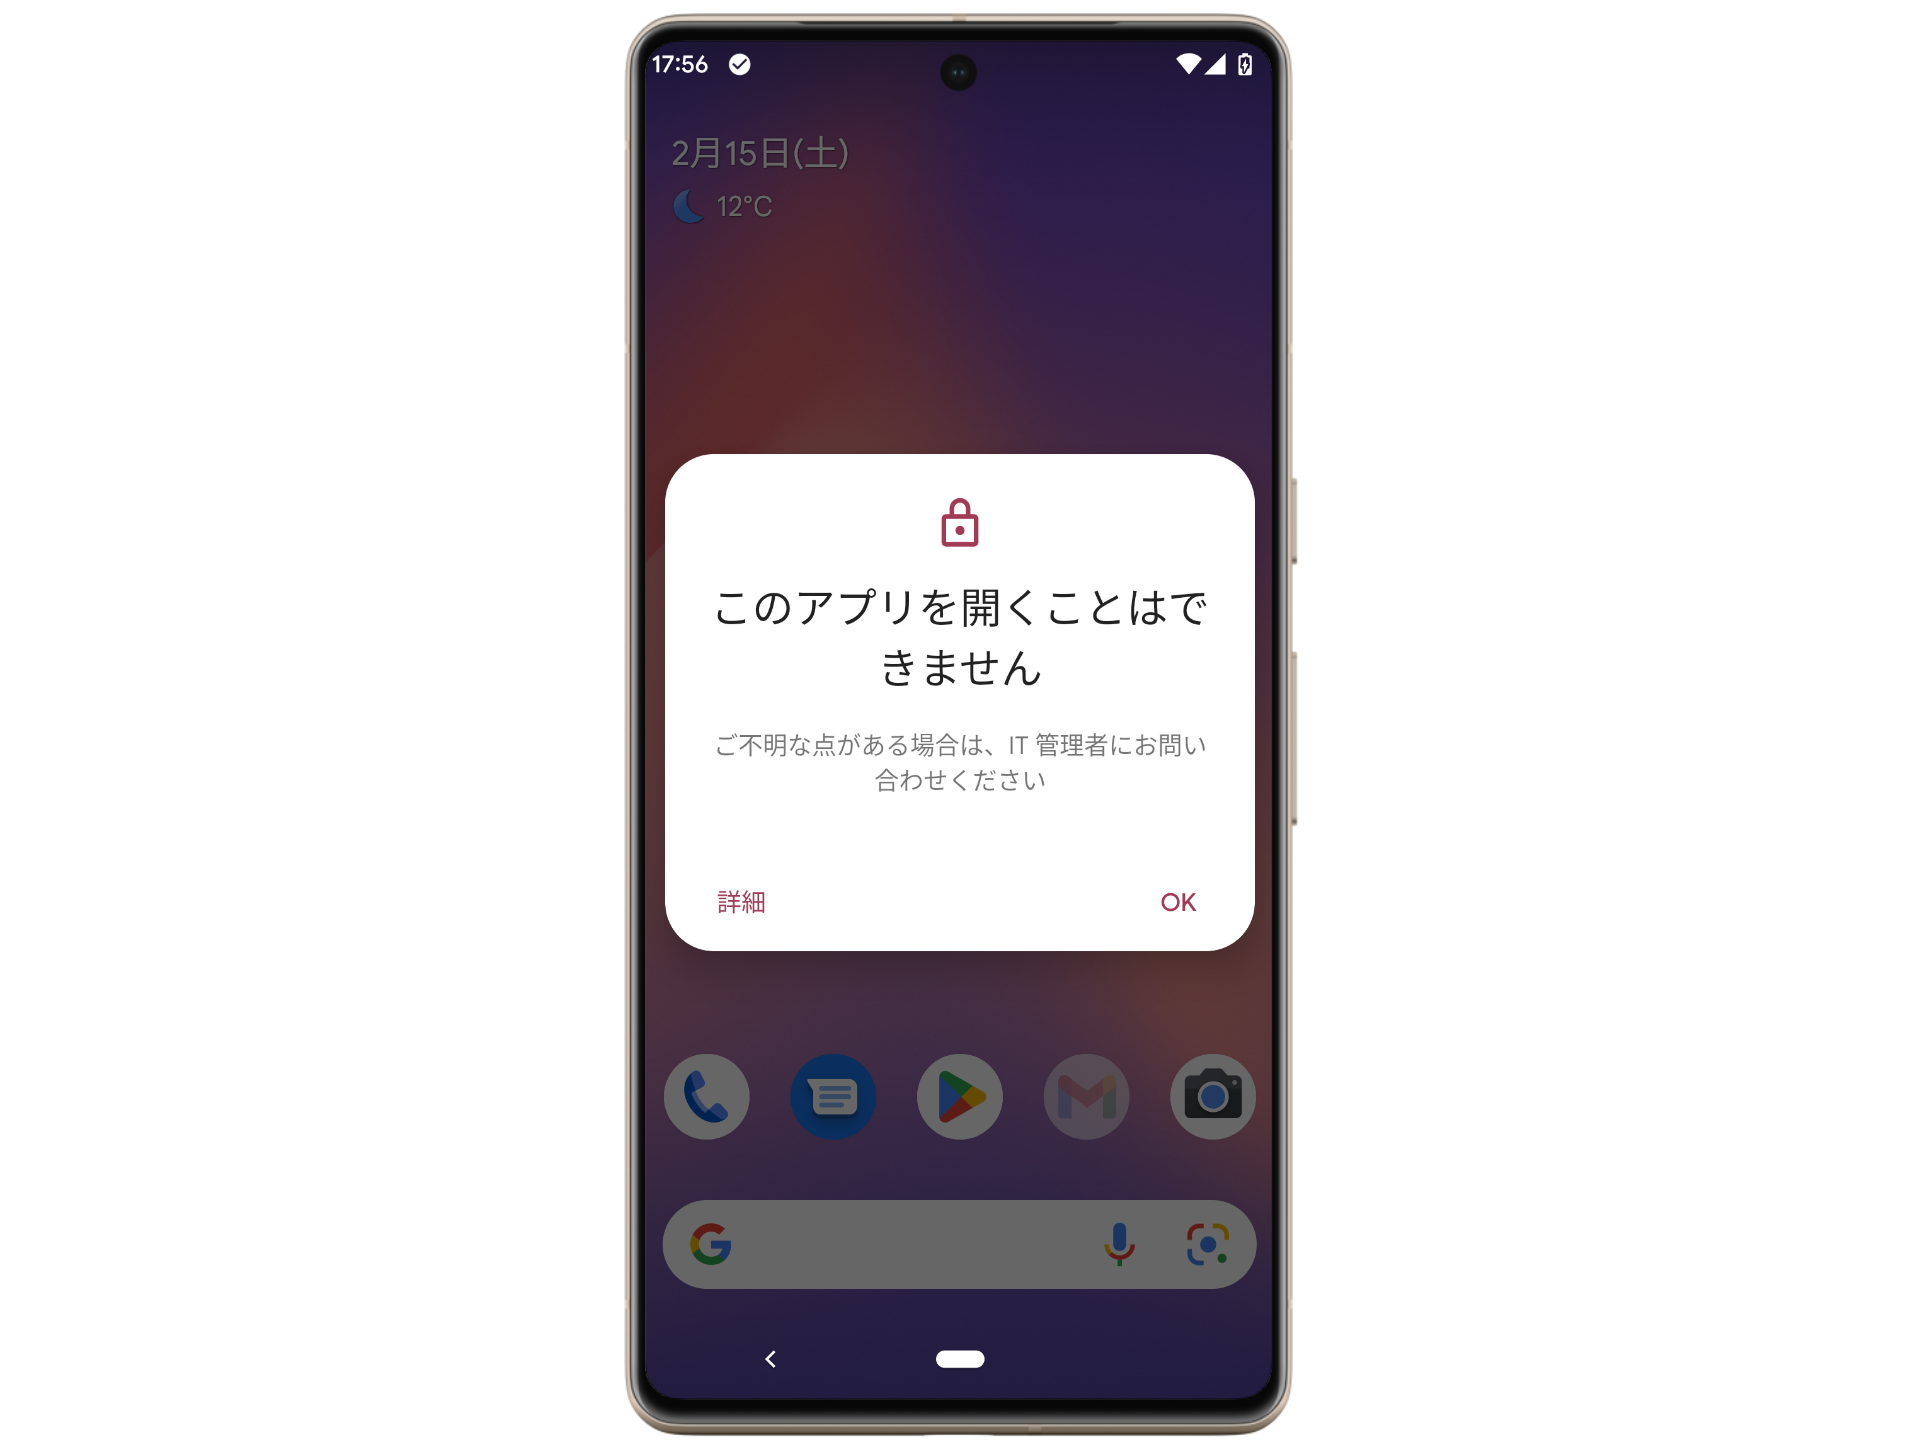 17:56
2月15日(土)
12°C
このアプリを開くことはで
きません
ご不明な点がある場合は、IT 管理者にお問い
合わせください
詳細
OK